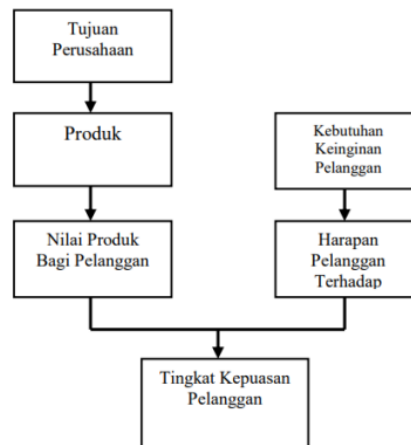 Tujuan
Perusahaan
Produk
Kebutuhan
Keinginan
Pelanggan
Nilai Produk
Bagi Pelanggan
Harapan
Pelanggan
Terhadap
Tingkat Kepuasan
Pelanggan